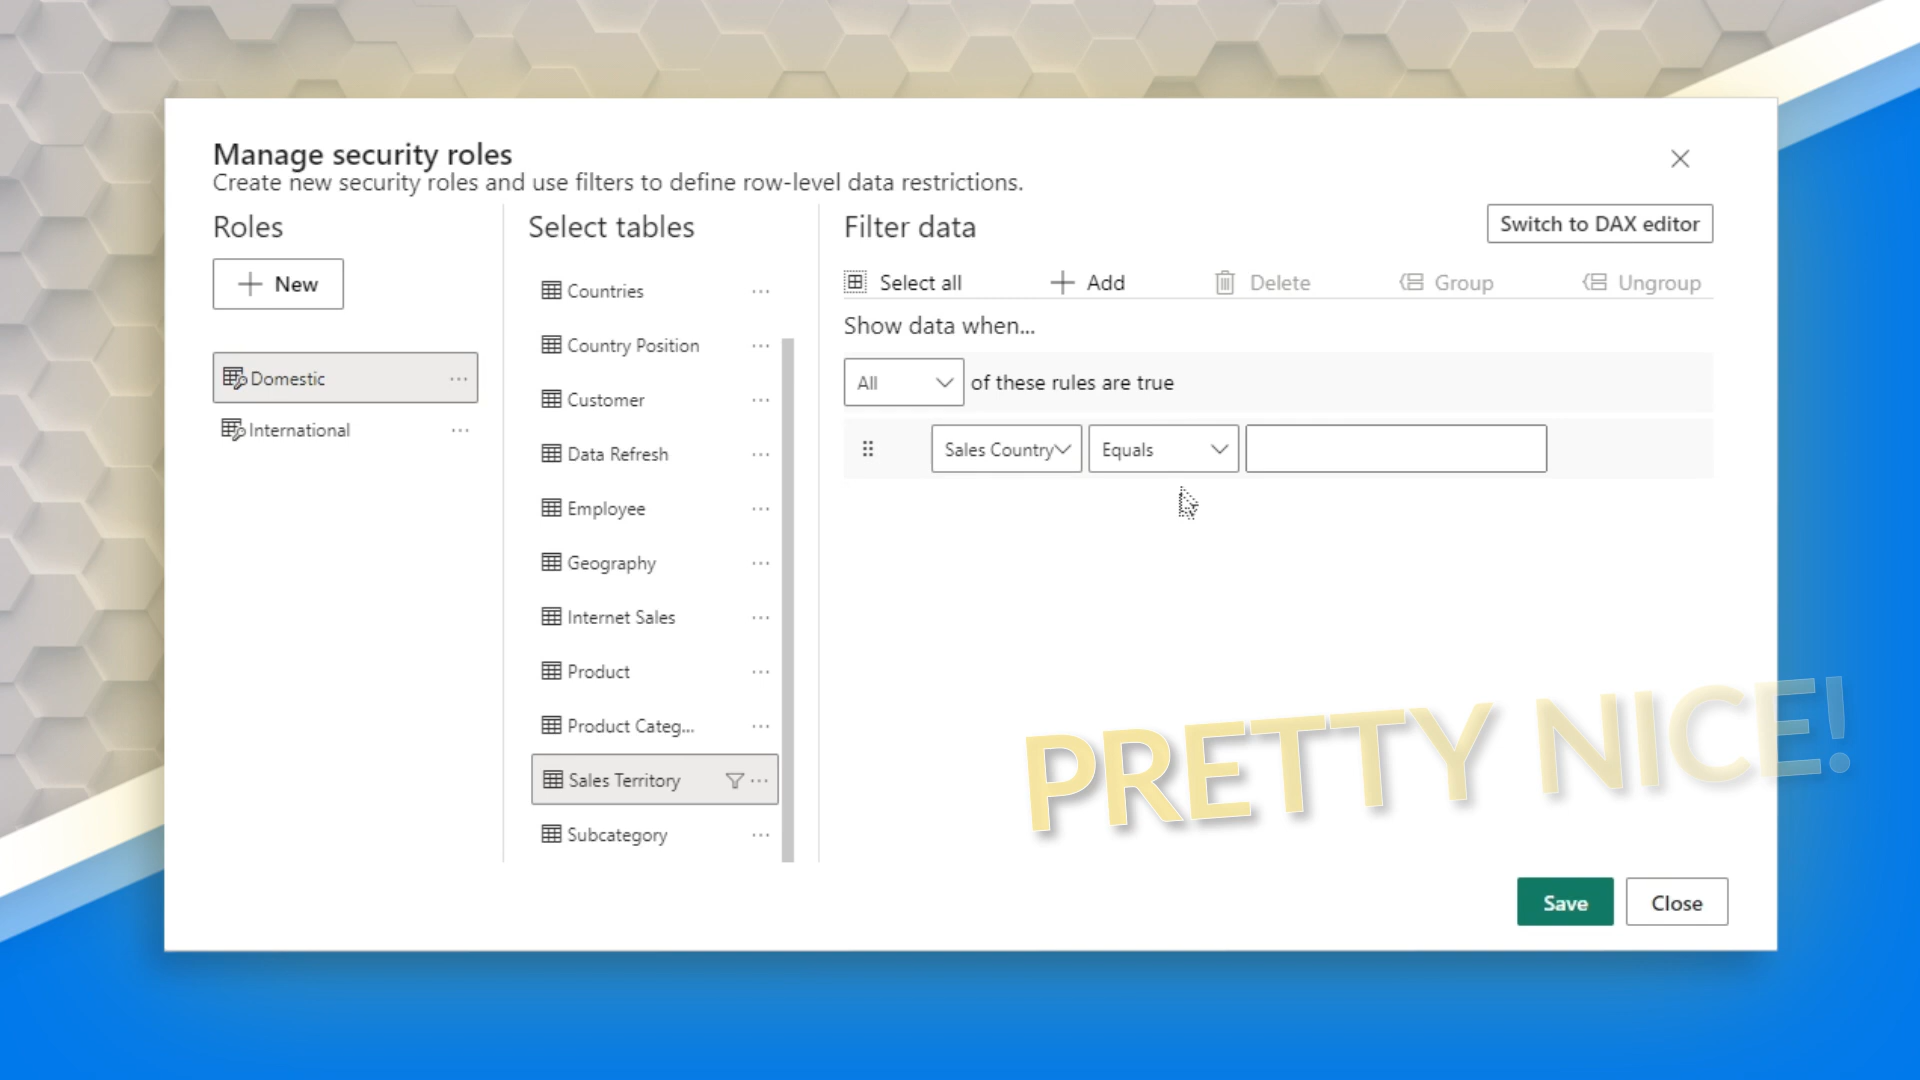 Manage security roles
Create new security roles and use filters to define row-level data restrictions.
Roles
New
Domestic
International
Select tables
Countries
Country Position
Customer
Data Refresh
Employee
Geography
Internet Sales
Product
Product Categ...
Sales Territory
Subcategory
Filter data
Switch to DAX editor
Select all
Add
Delete
Group
Ungroup
Show data when...
All of these rules are true
Sales Country Equals
PRETTY NICE!
Save
Close